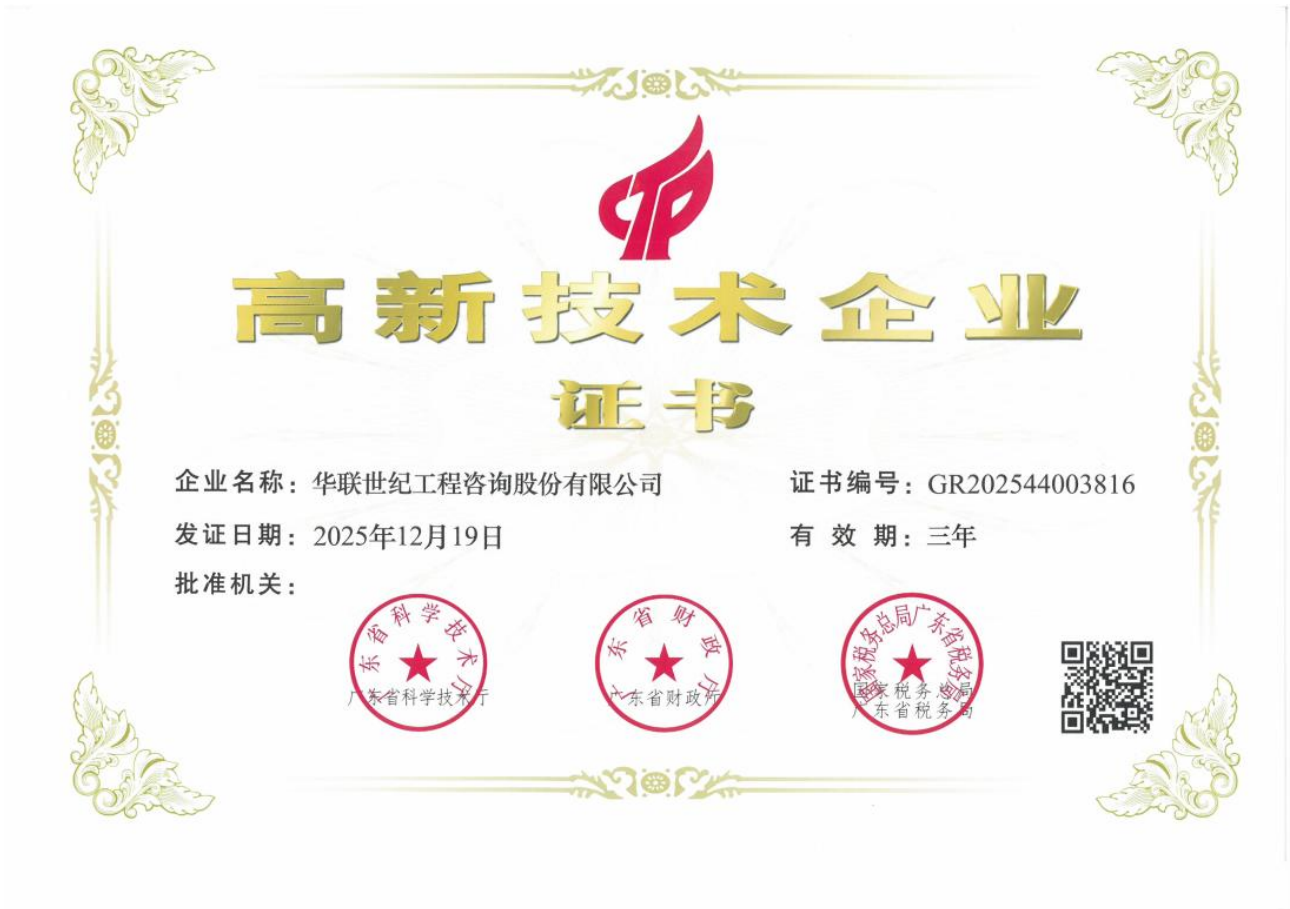 CTP
高新技术企业
证书
企业名称：华联世纪工程咨询股份有限公司
证书编号：GR202544003816
发证日期：2025年12月19日
有效期：三年
批准机关：
广东省科学技术厅
广东省科学技术厅
广东省财政厅
广东省财政厅
国家税务总局广东省税务局
国家税务总局
广东省税务局